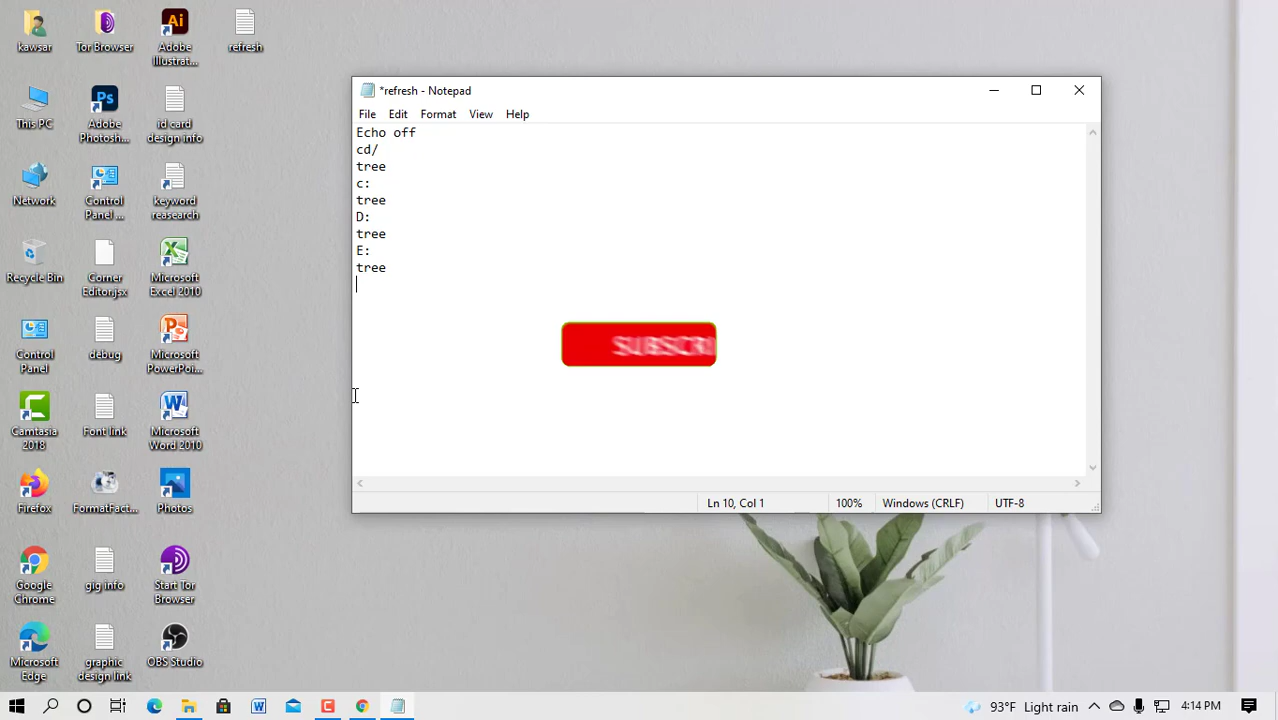 kawsar
Tor Browser
Adobe
Illustrat...
refresh
This PC
Adobe
Photosh...
id card
design info
Network
Control
Panel ...
keyword
reasearch
Recycle Bin
Corner
Editor.jsx
Microsoft
Excel 2010
Control
Panel
debug
Microsoft
PowerPoi...
Camtasia
2018
Font link
Microsoft
Word 2010
Firefox
FormatFact...
Photos
Google
Chrome
gig info
Start Tor
Browser
Microsoft
Edge
graphic
design link
OBS Studio
*refresh - Notepad
File Edit Format View Help
Echo off
cd/
tree
c:
tree
D:
tree
E:
tree
SUBSCRI
Ln 10, Col 1 100% Windows (CRLF) UTF-8
93°F Light rain 4:14 PM